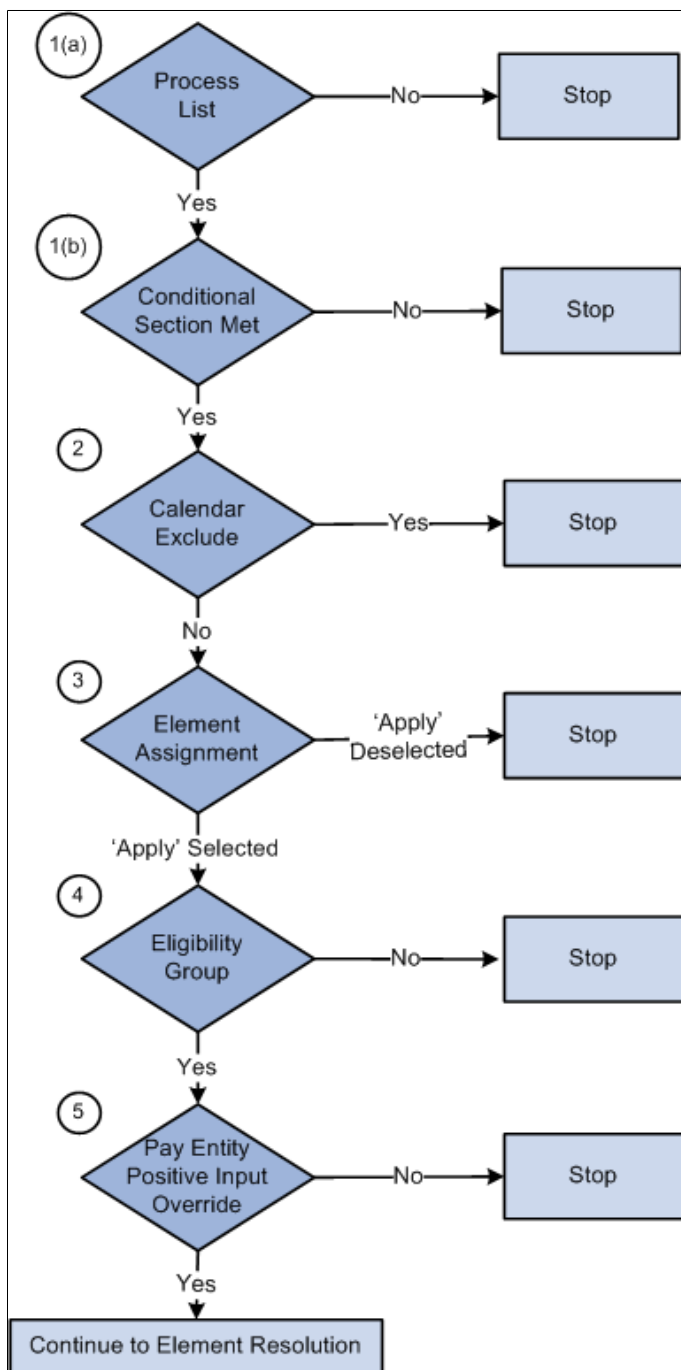 1(a)
Process
List
No
Stop
Yes
1(b)
Conditional
Section Met
No
Stop
Yes
2
Calendar
Exclude
Yes
Stop
No
3
Element
Assignment
‘Apply’
Deselected
Stop
‘Apply’ Selected
4
Eligibility
Group
No
Stop
Yes
5
Pay Entity
Positive Input
Override
No
Stop
Yes
Continue to Element Resolution